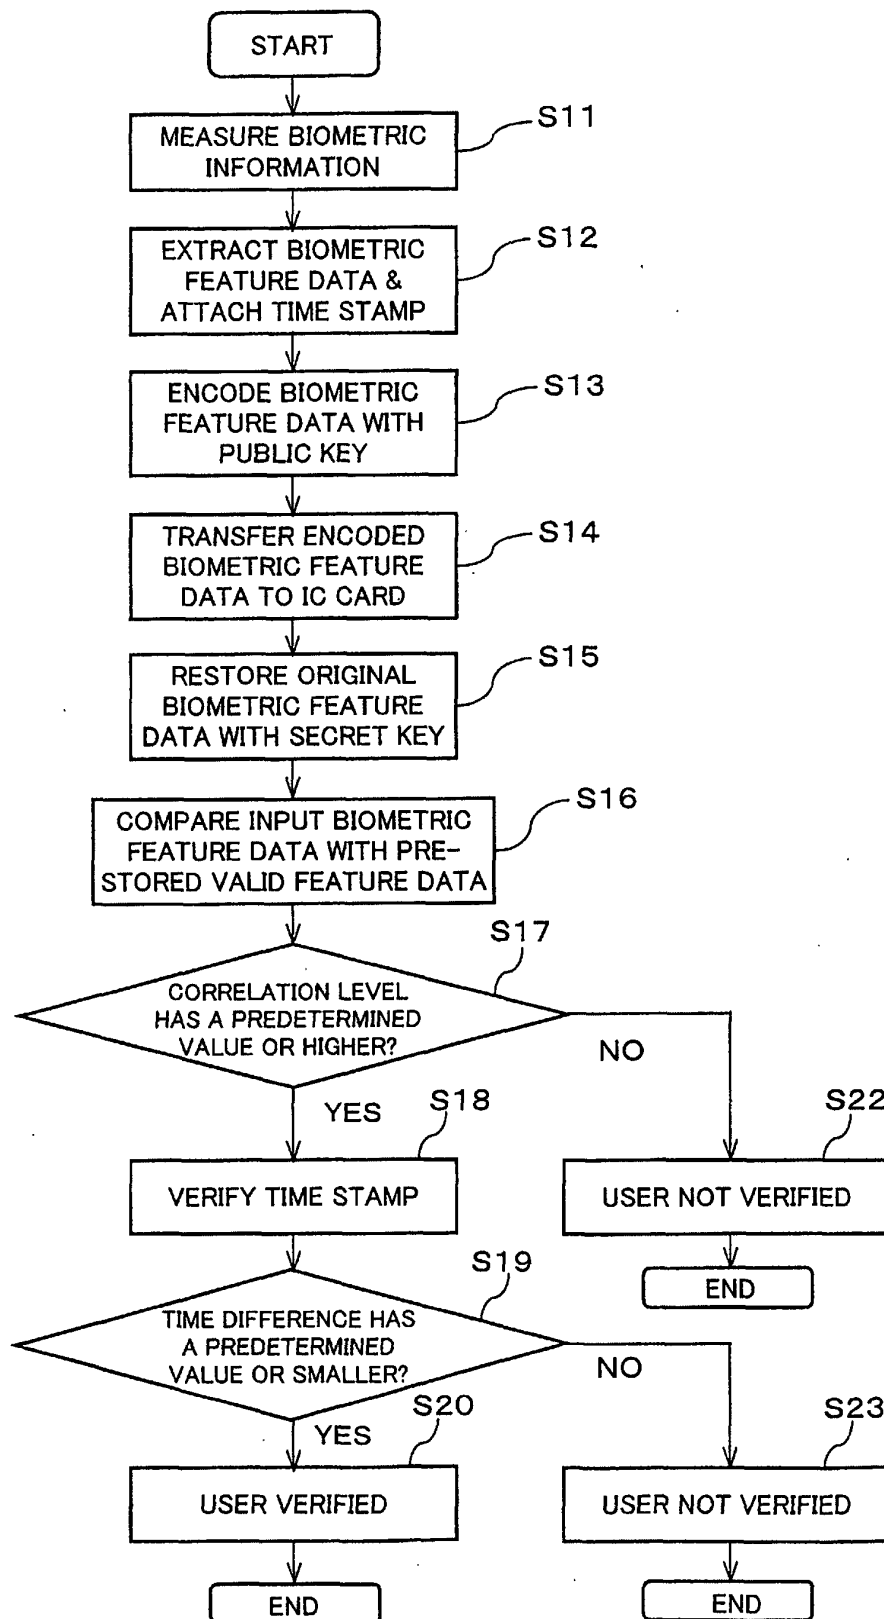 START
S11
MEASURE BIOMETRIC
INFORMATION
S12
EXTRACT BIOMETRIC
FEATURE DATA &
ATTACH TIME STAMP
S13
ENCODE BIOMETRIC
FEATURE DATA WITH
PUBLIC KEY
S14
TRANSFER ENCODED
BIOMETRIC FEATURE
DATA TO IC CARD
S15
RESTORE ORIGINAL
BIOMETRIC FEATURE
DATA WITH SECRET KEY
S16
COMPARE INPUT BIOMETRIC
FEATURE DATA WITH PRE-
STORED VALID FEATURE DATA
S17
CORRELATION LEVEL
HAS A PREDETERMINED
VALUE OR HIGHER?
NO
YES
S18
S22
VERIFY TIME STAMP
USER NOT VERIFIED
END
S19
TIME DIFFERENCE HAS
A PREDETERMINED
VALUE OR SMALLER?
NO
YES
S20
S23
USER VERIFIED
USER NOT VERIFIED
END
END